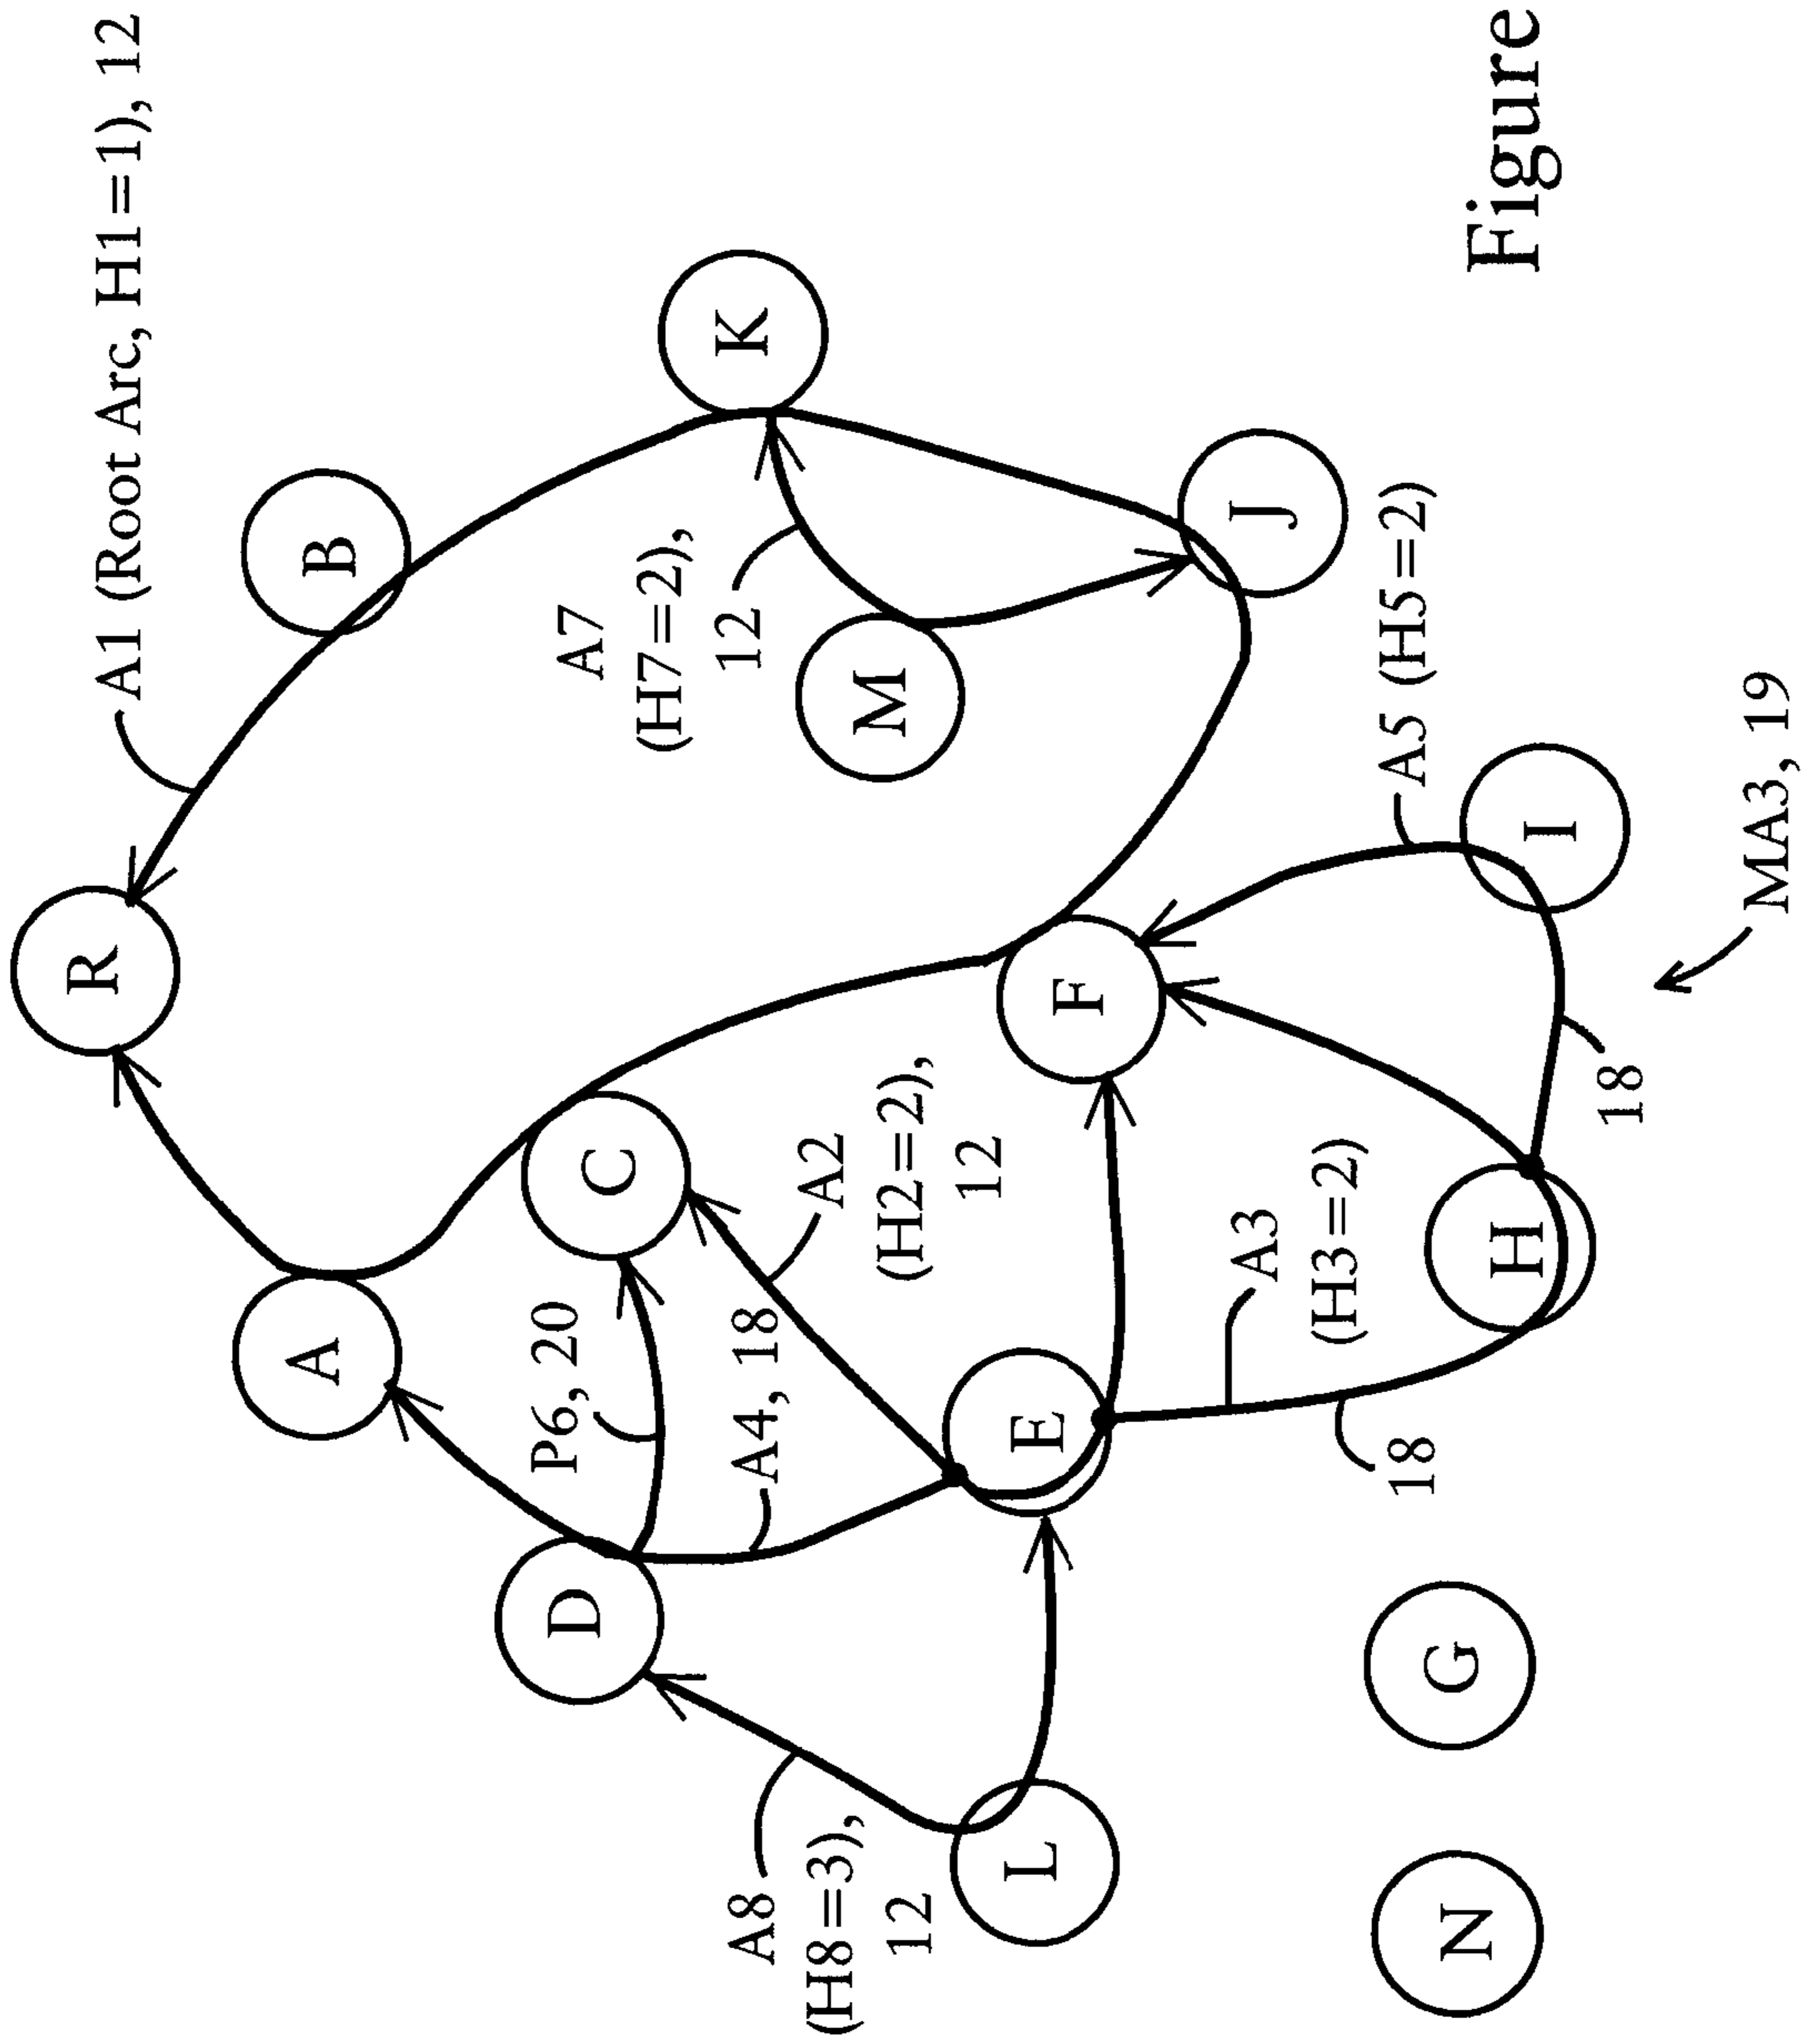 A1 (Root Arc, H1=1), 12
R
B
A
K
D
C
P6, 20
A4, 18
A7
(H7=2),
12
M
A8
(H8=3),
12
A2
(H2=2),
12
L
E
F
J
A3
(H3=2)
A5 (H5=2)
18
H
I
18
N
G
MA3, 19
Figure